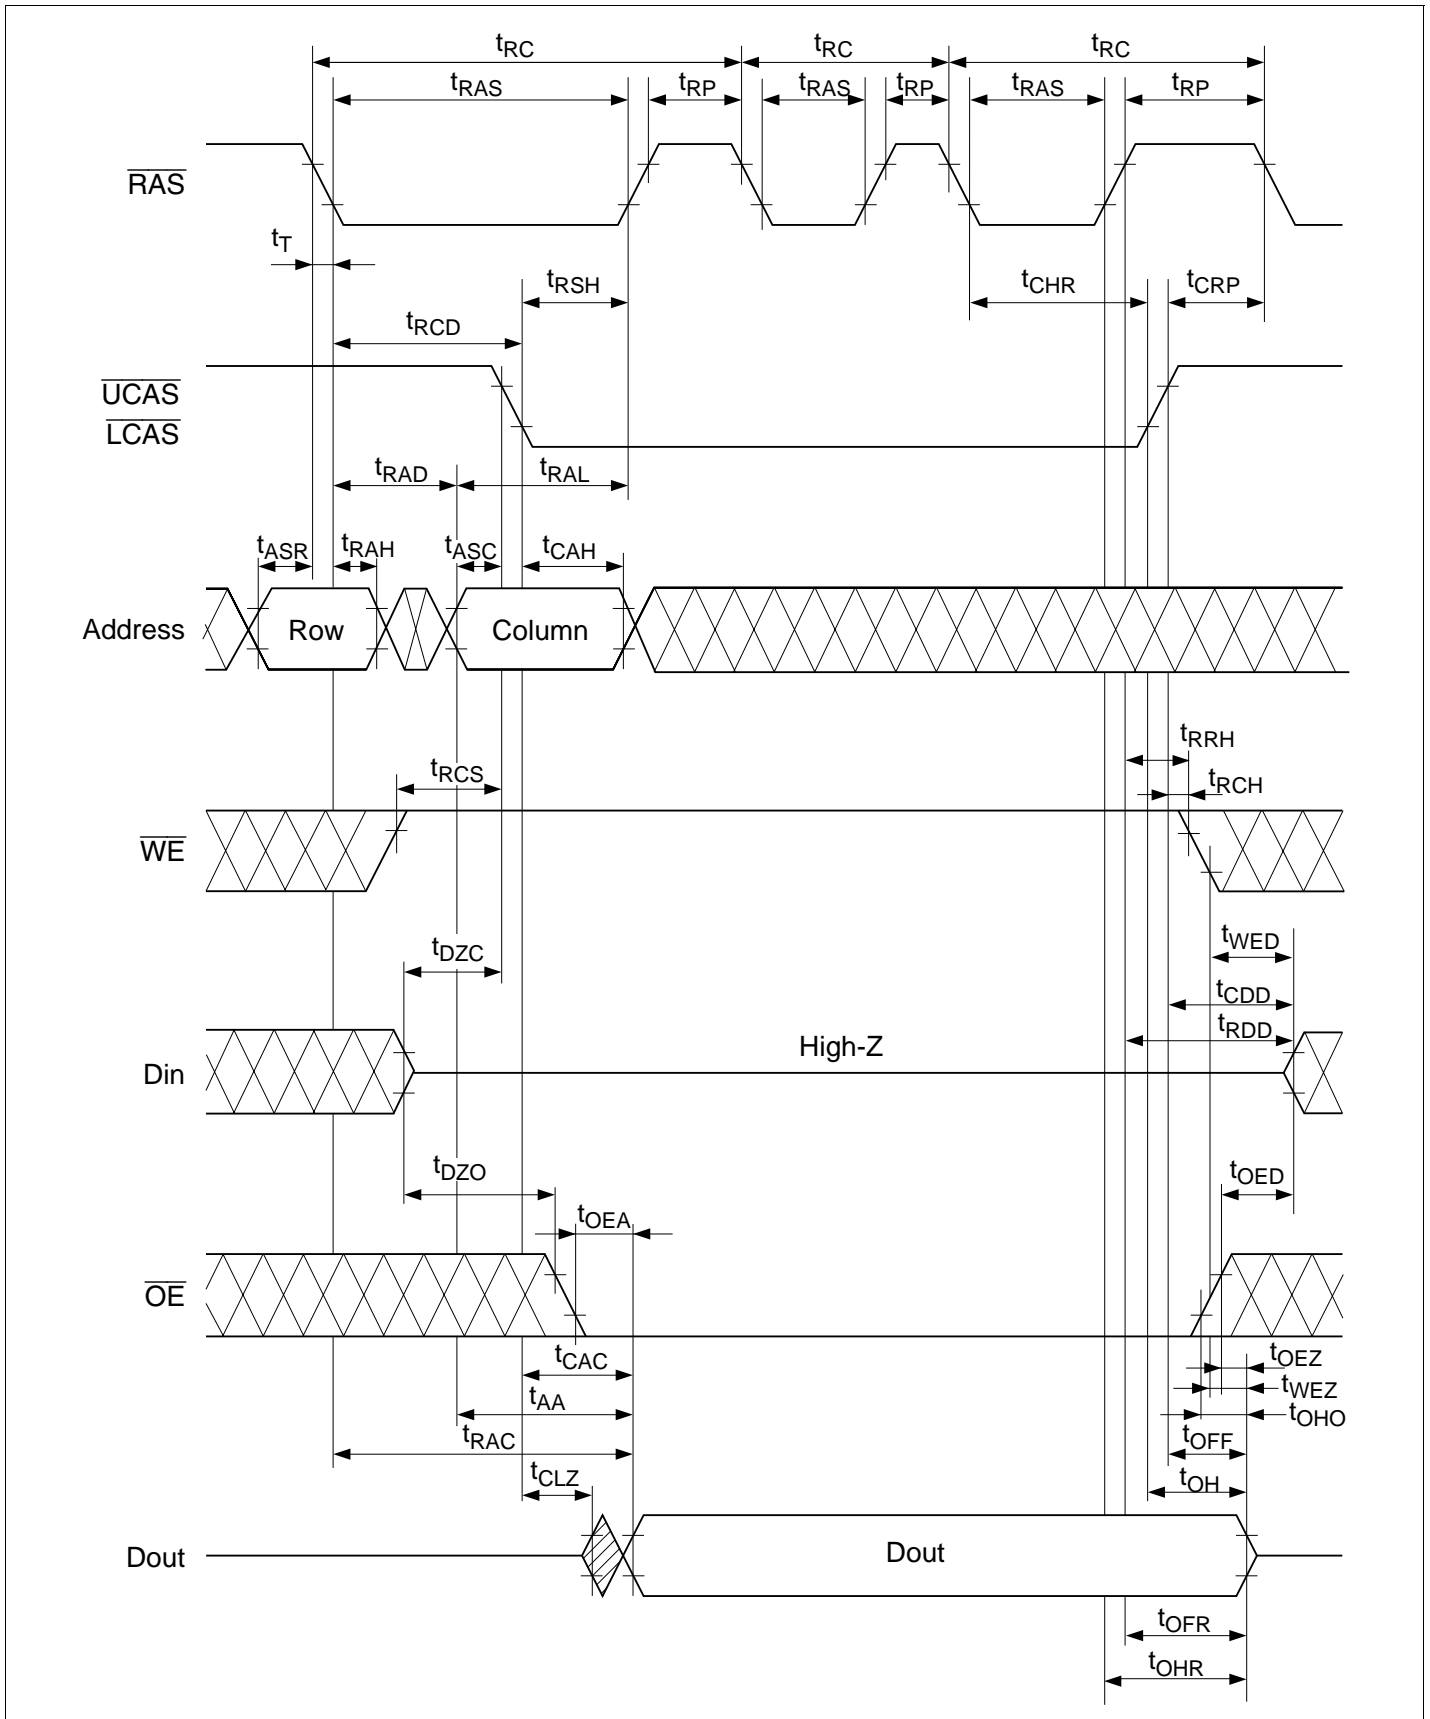 tRC tRC tRC
tRAS tRP tRAS tRP tRAS tRP
RAS
tT
tRSH tCHR tCRP
tRCD
UCAS
LCAS
tRAD tRAL
tASR tRAH tASC tCAH
Address Row Column
tRRH
tRCS tRCH
WE
tWED
tDZC
tCDD
tRDD
High-Z
Din
tDZO tOED
tOEA
OE
tCAC tOEZ
tWEZ
tAA tOHO
tRAC tOFF
tCLZ tOH
Dout Dout
tOFR
tOHR